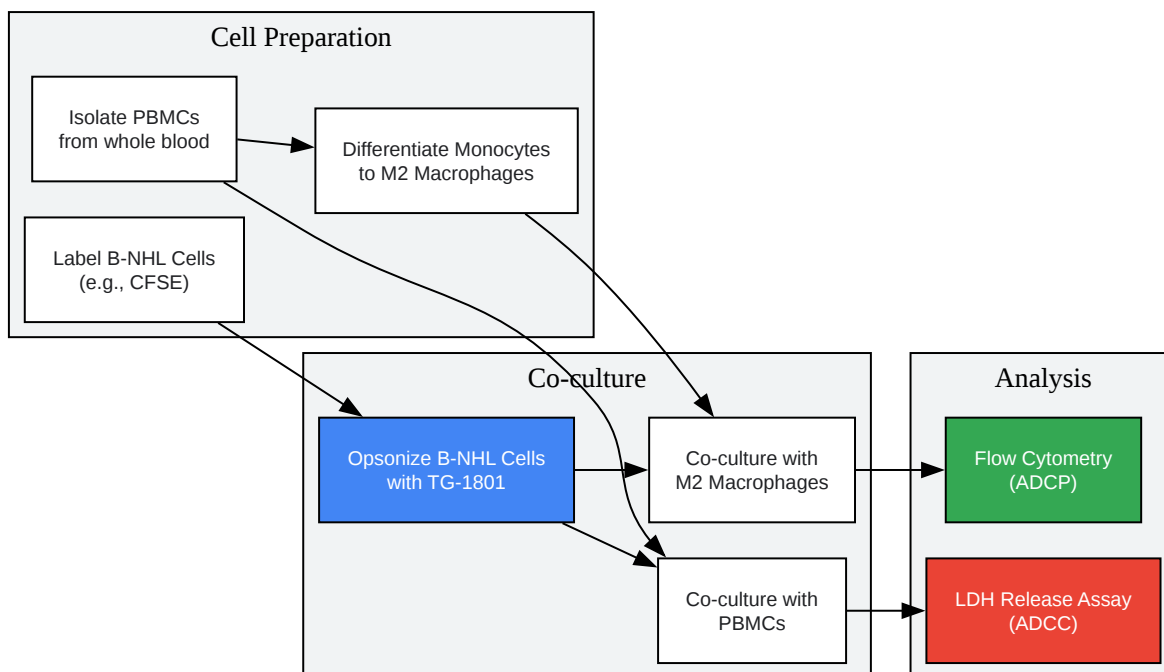 Cell Preparation
Isolate PBMCs
from whole blood
Differentiate Monocytes
to M2 Macrophages
Label B-NHL Cells
(e.g., CFSE)
Co-culture
Opsonize B-NHL Cells
with TG-1801
Co-culture with
M2 Macrophages
Co-culture with
PBMCs
Analysis
Flow Cytometry
(ADCP)
LDH Release Assay
(ADCC)